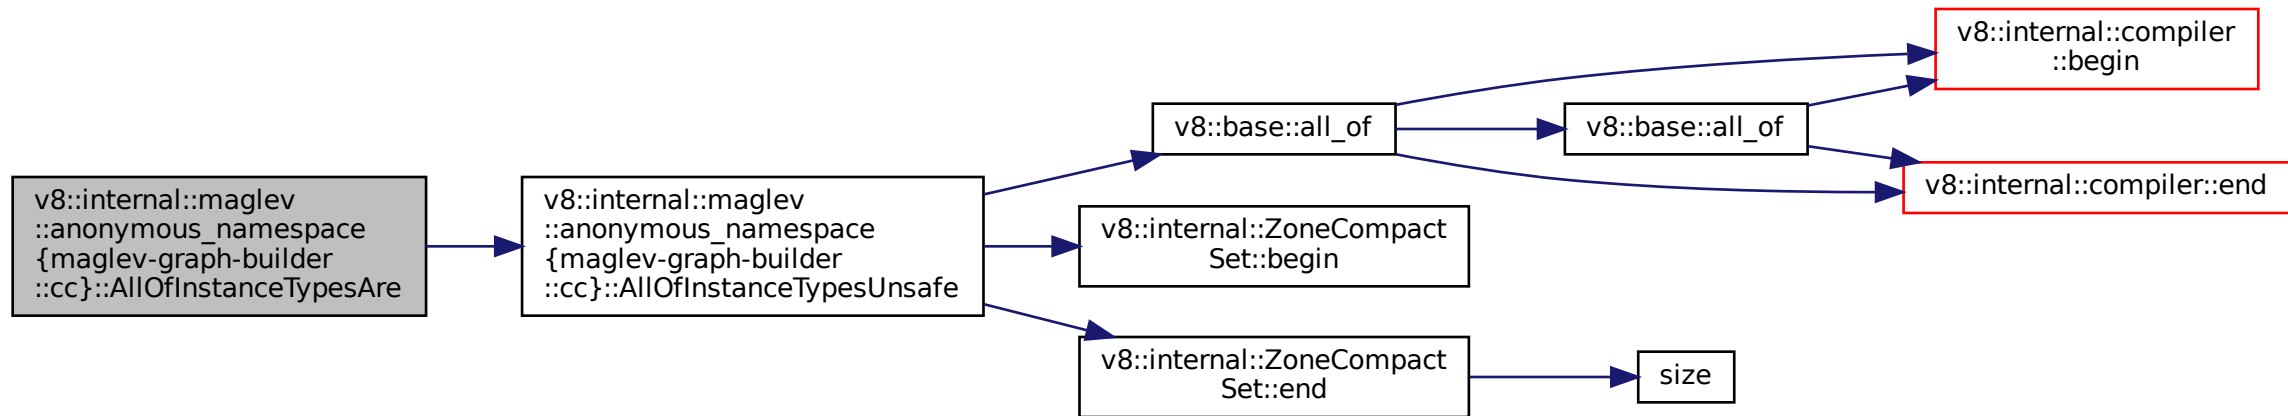 v8::internal::maglev
::anonymous_namespace
{maglev-graph-builder
::cc}::AllOfInstanceTypesAre
v8::internal::maglev
::anonymous_namespace
{maglev-graph-builder
::cc}::AllOfInstanceTypesUnsafe
v8::base::all_of
v8::base::all_of
v8::internal::compiler
::begin
v8::internal::compiler::end
v8::internal::ZoneCompact
Set::begin
v8::internal::ZoneCompact
Set::end
size